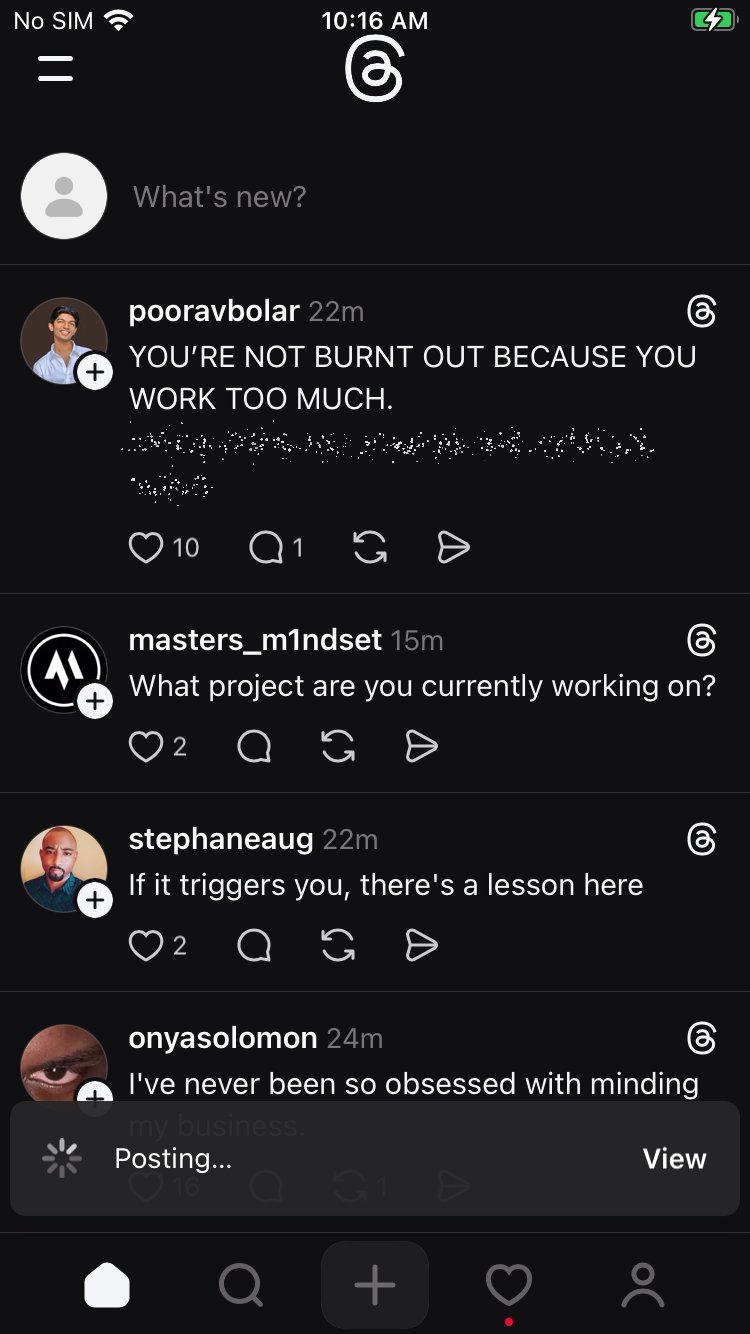 No SIM 10:16 AM
What's new?
pooravbolar 22m
YOU’RE NOT BURNT OUT BECAUSE YOU
WORK TOO MUCH.
10 1
masters_m1ndset 15m
What project are you currently working on?
2
stephaneaug 22m
If it triggers you, there's a lesson here
2
onyasolomon 24m
I've never been so obsessed with minding
my business.
Posting... View
16 1